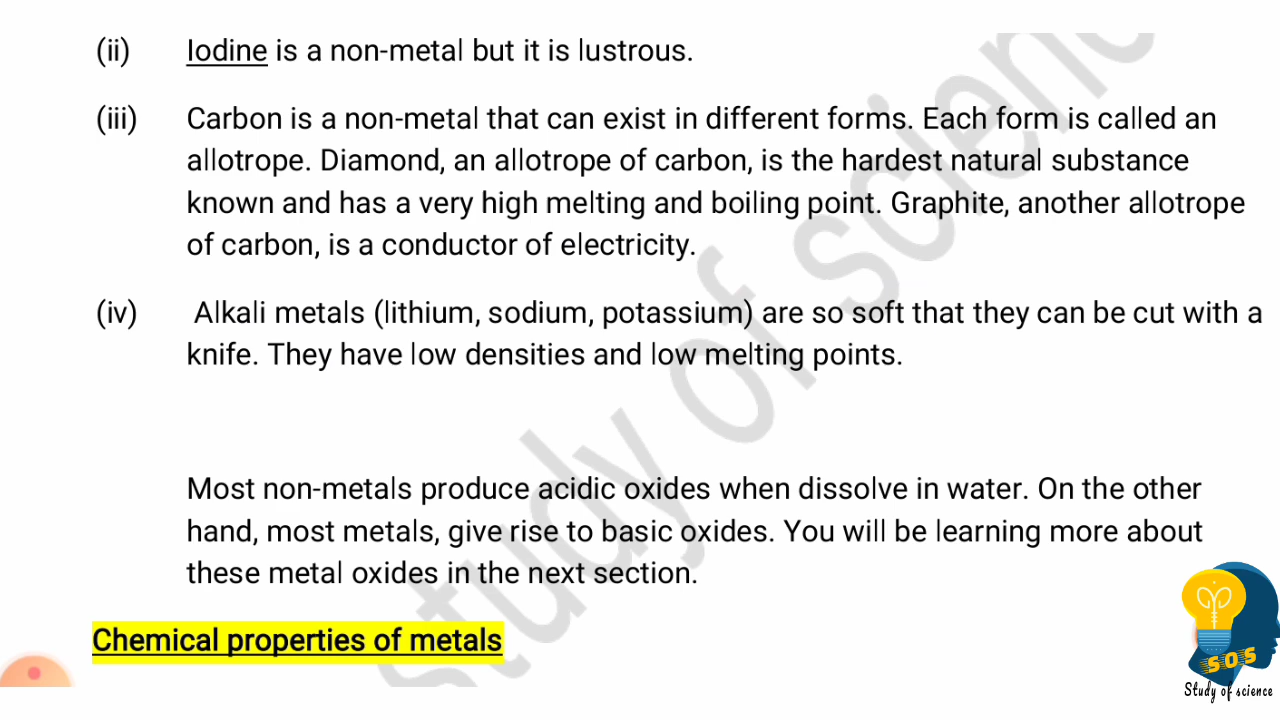 (ii) Iodine is a non-metal but it is lustrous.
(iii) Carbon is a non-metal that can exist in different forms. Each form is called an
allotrope. Diamond, an allotrope of carbon, is the hardest natural substance
known and has a very high melting and boiling point. Graphite, another allotrope
of carbon, is a conductor of electricity.
(iv) Alkali metals (lithium, sodium, potassium) are so soft that they can be cut with a
knife. They have low densities and low melting points.
Most non-metals produce acidic oxides when dissolve in water. On the other
hand, most metals, give rise to basic oxides. You will be learning more about
these metal oxides in the next section.
Chemical properties of metals
study of scienc
SOS
Study of science